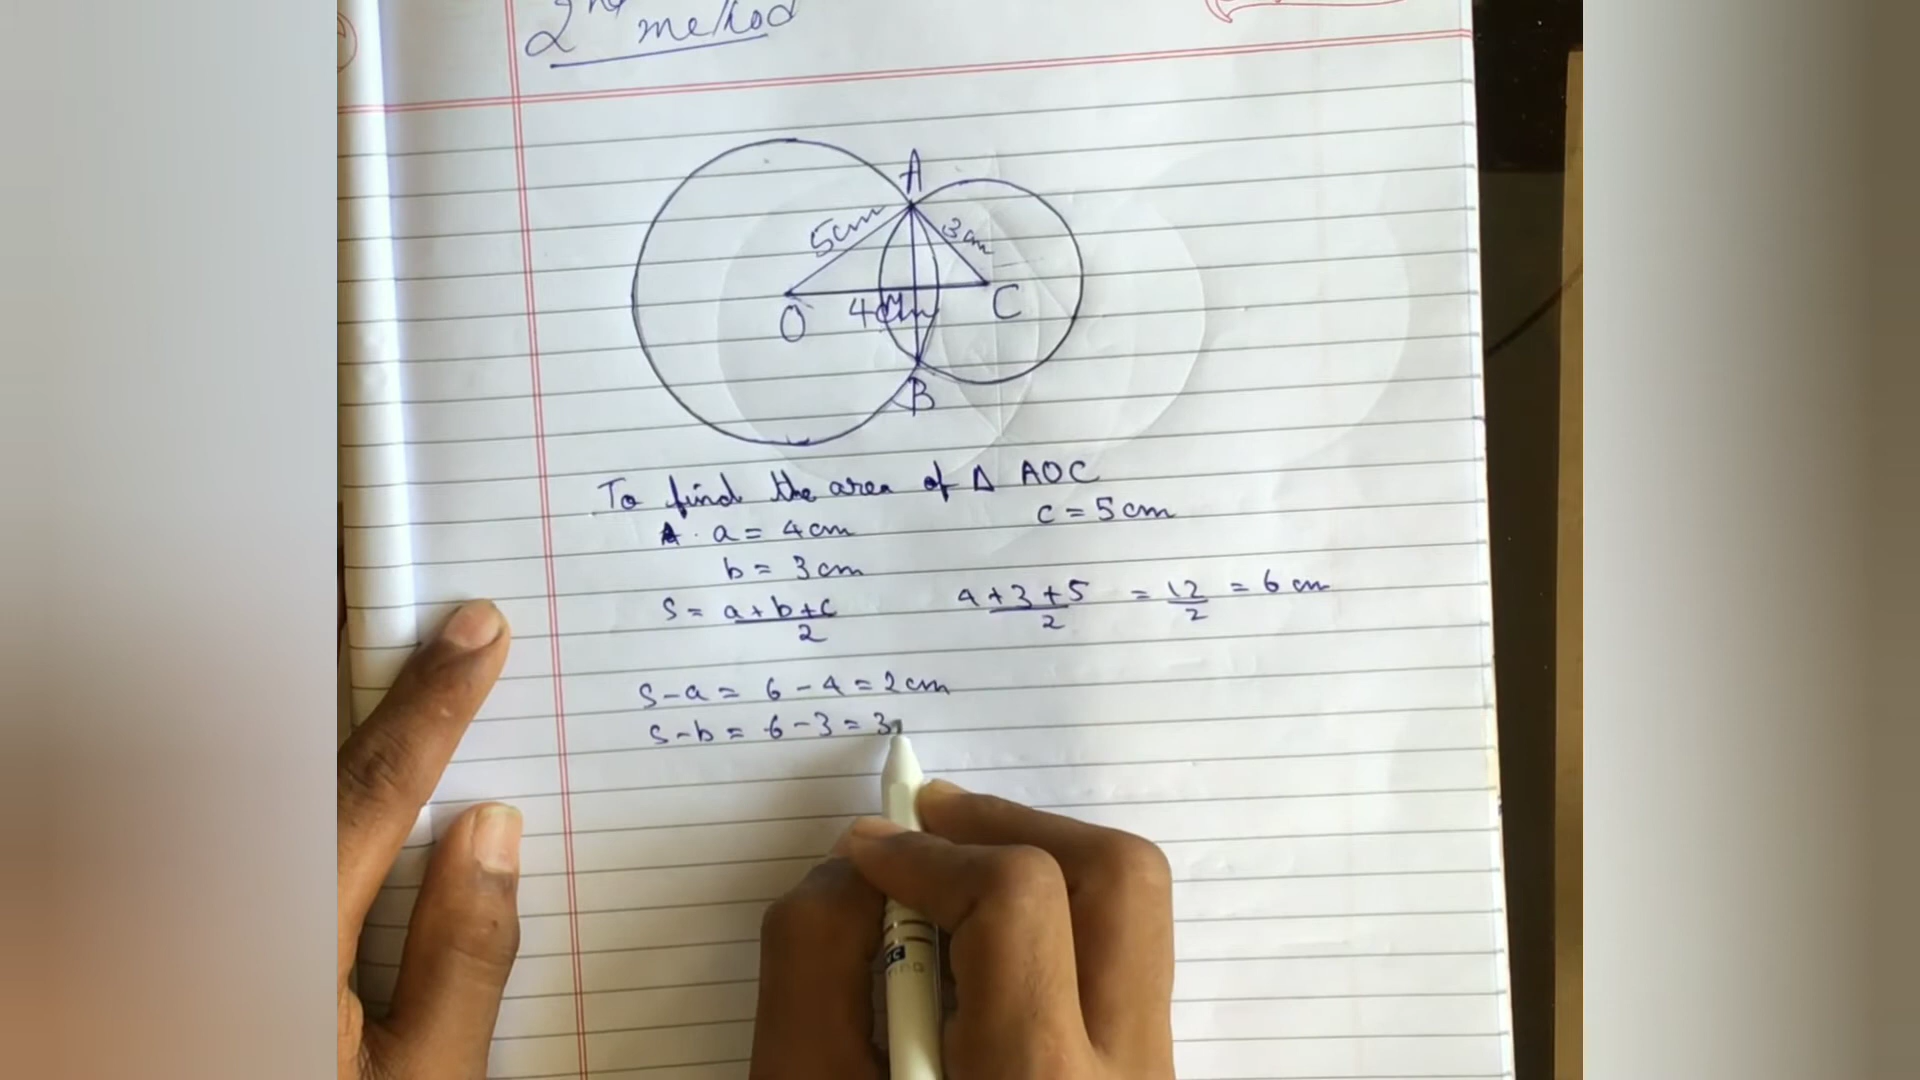 2nd method
A
5cm
3cm
O
4cm
C
B
To find the area of Δ AOC
a = 4cm
c = 5cm
b = 3cm
s = a+b+c/2
4+3+5/2 = 12/2 = 6 cm
s-a = 6 - 4 = 2cm
s-b = 6 - 3 = 3